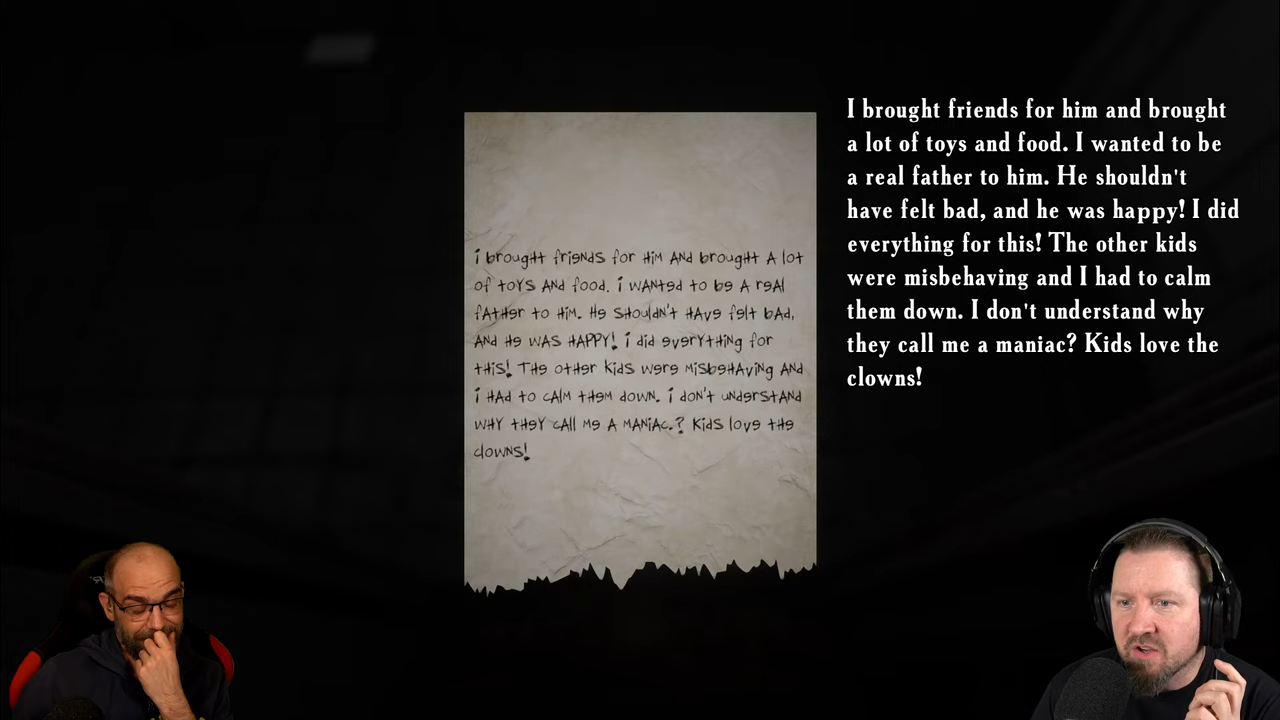 i brought friends for him and brought a lot
of toys and food. i wanted to be a real
father to him. He shouldn't have felt bad,
and he was happy! i did everything for
this! The other kids were misbehaving and
i had to calm them down. i don't understand
why they call me a maniac.? Kids love the
clowns!
I brought friends for him and brought
a lot of toys and food. I wanted to be
a real father to him. He shouldn't
have felt bad, and he was happy! I did
everything for this! The other kids
were misbehaving and I had to calm
them down. I don't understand why
they call me a maniac? Kids love the
clowns!